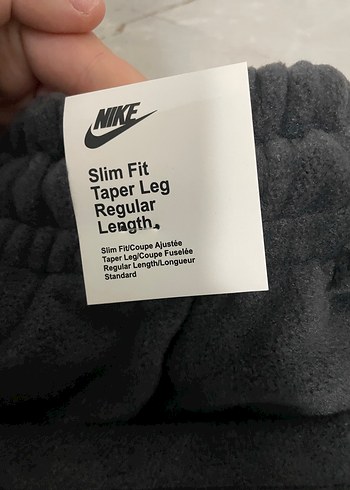 NIKE
Slim Fit
Taper Leg
Regular
Length
Slim Fit/Coupe Ajustée
Taper Leg/Coupe Fuselée
Regular Length/Longueur
Standard